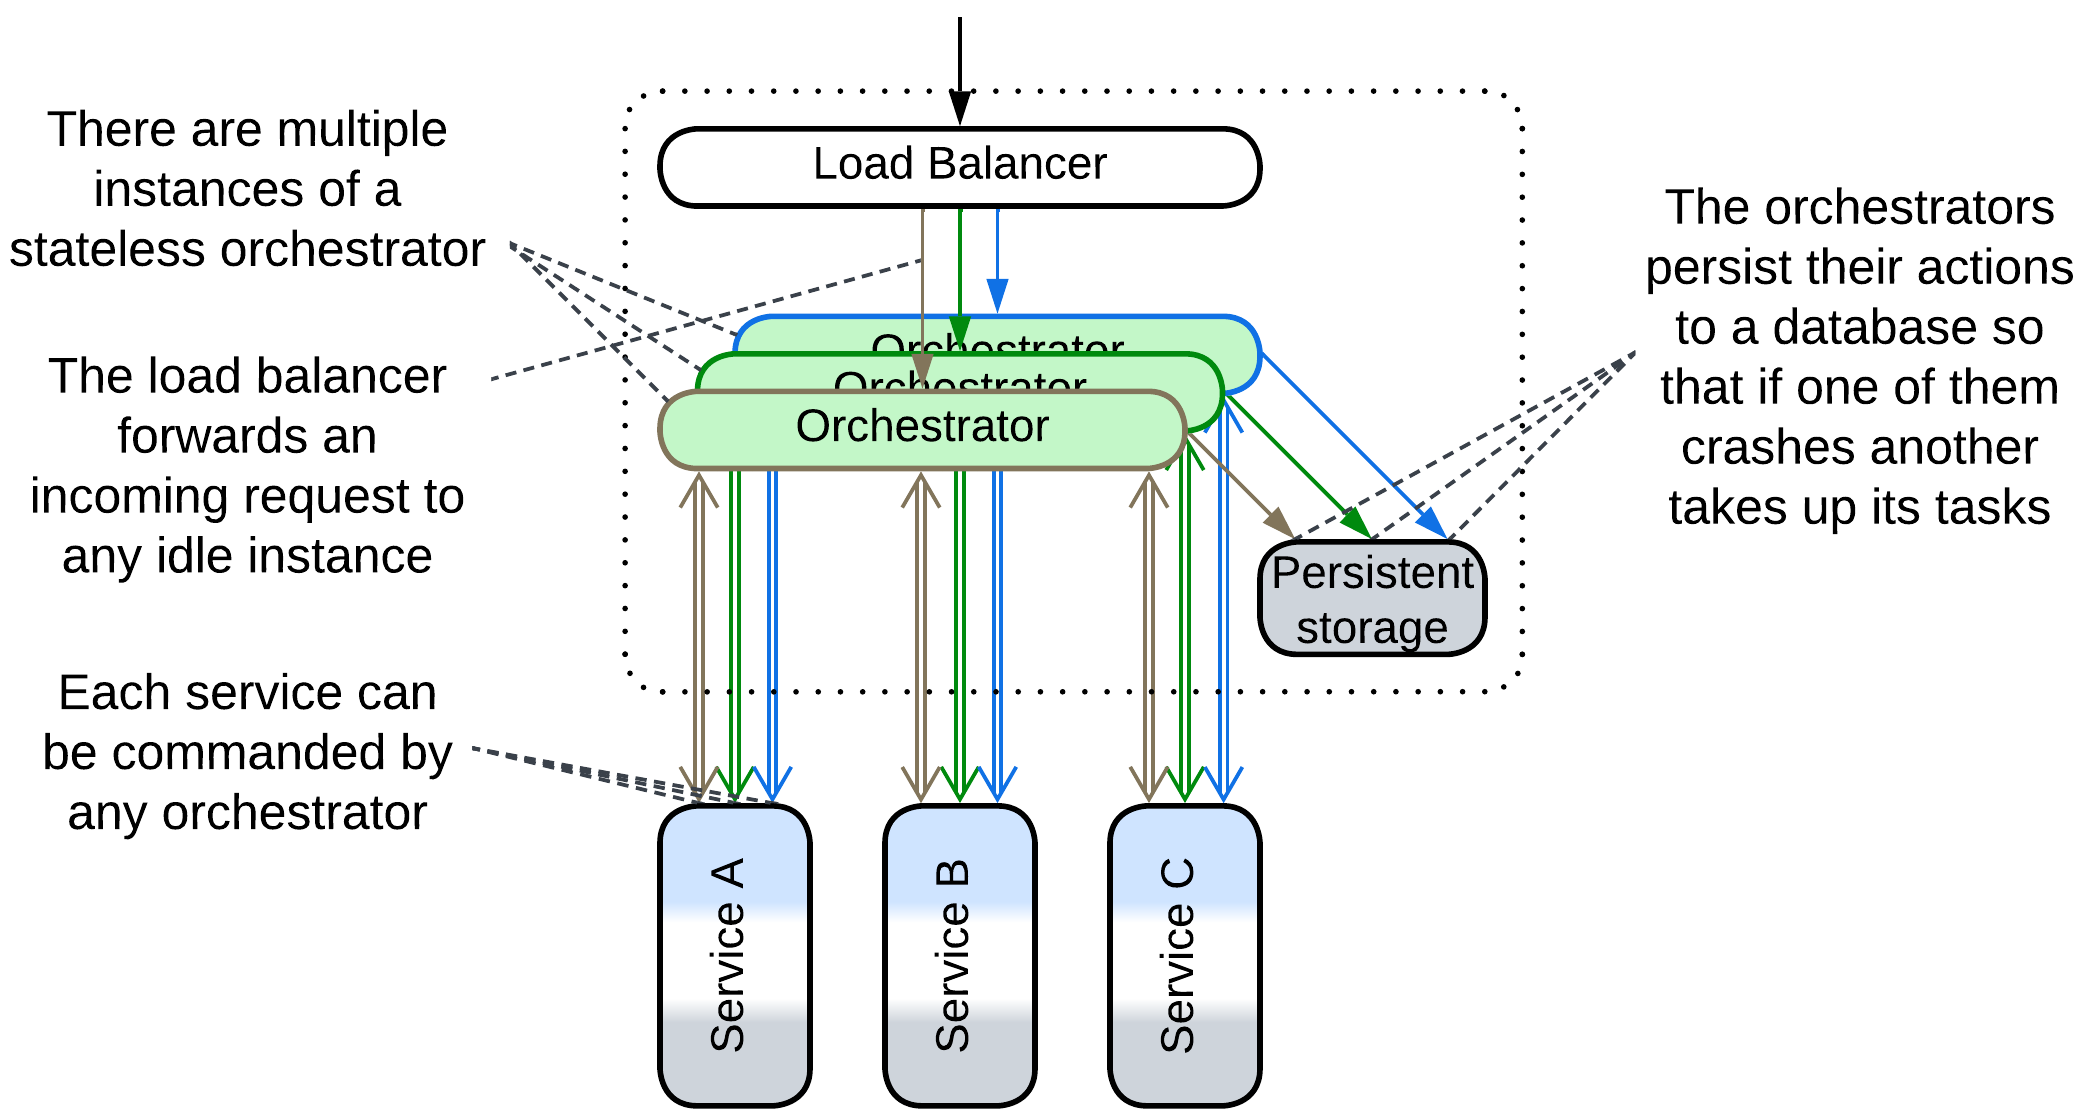 There are multiple
instances of a
stateless orchestrator
The load balancer
forwards an
incoming request to
any idle instance
Each service can
be commanded by
any orchestrator
Load Balancer
Orchestrator
Orchestrator
Orchestrator
Persistent
storage
Service A
Service B
Service C
The orchestrators
persist their actions
to a database so
that if one of them
crashes another
takes up its tasks